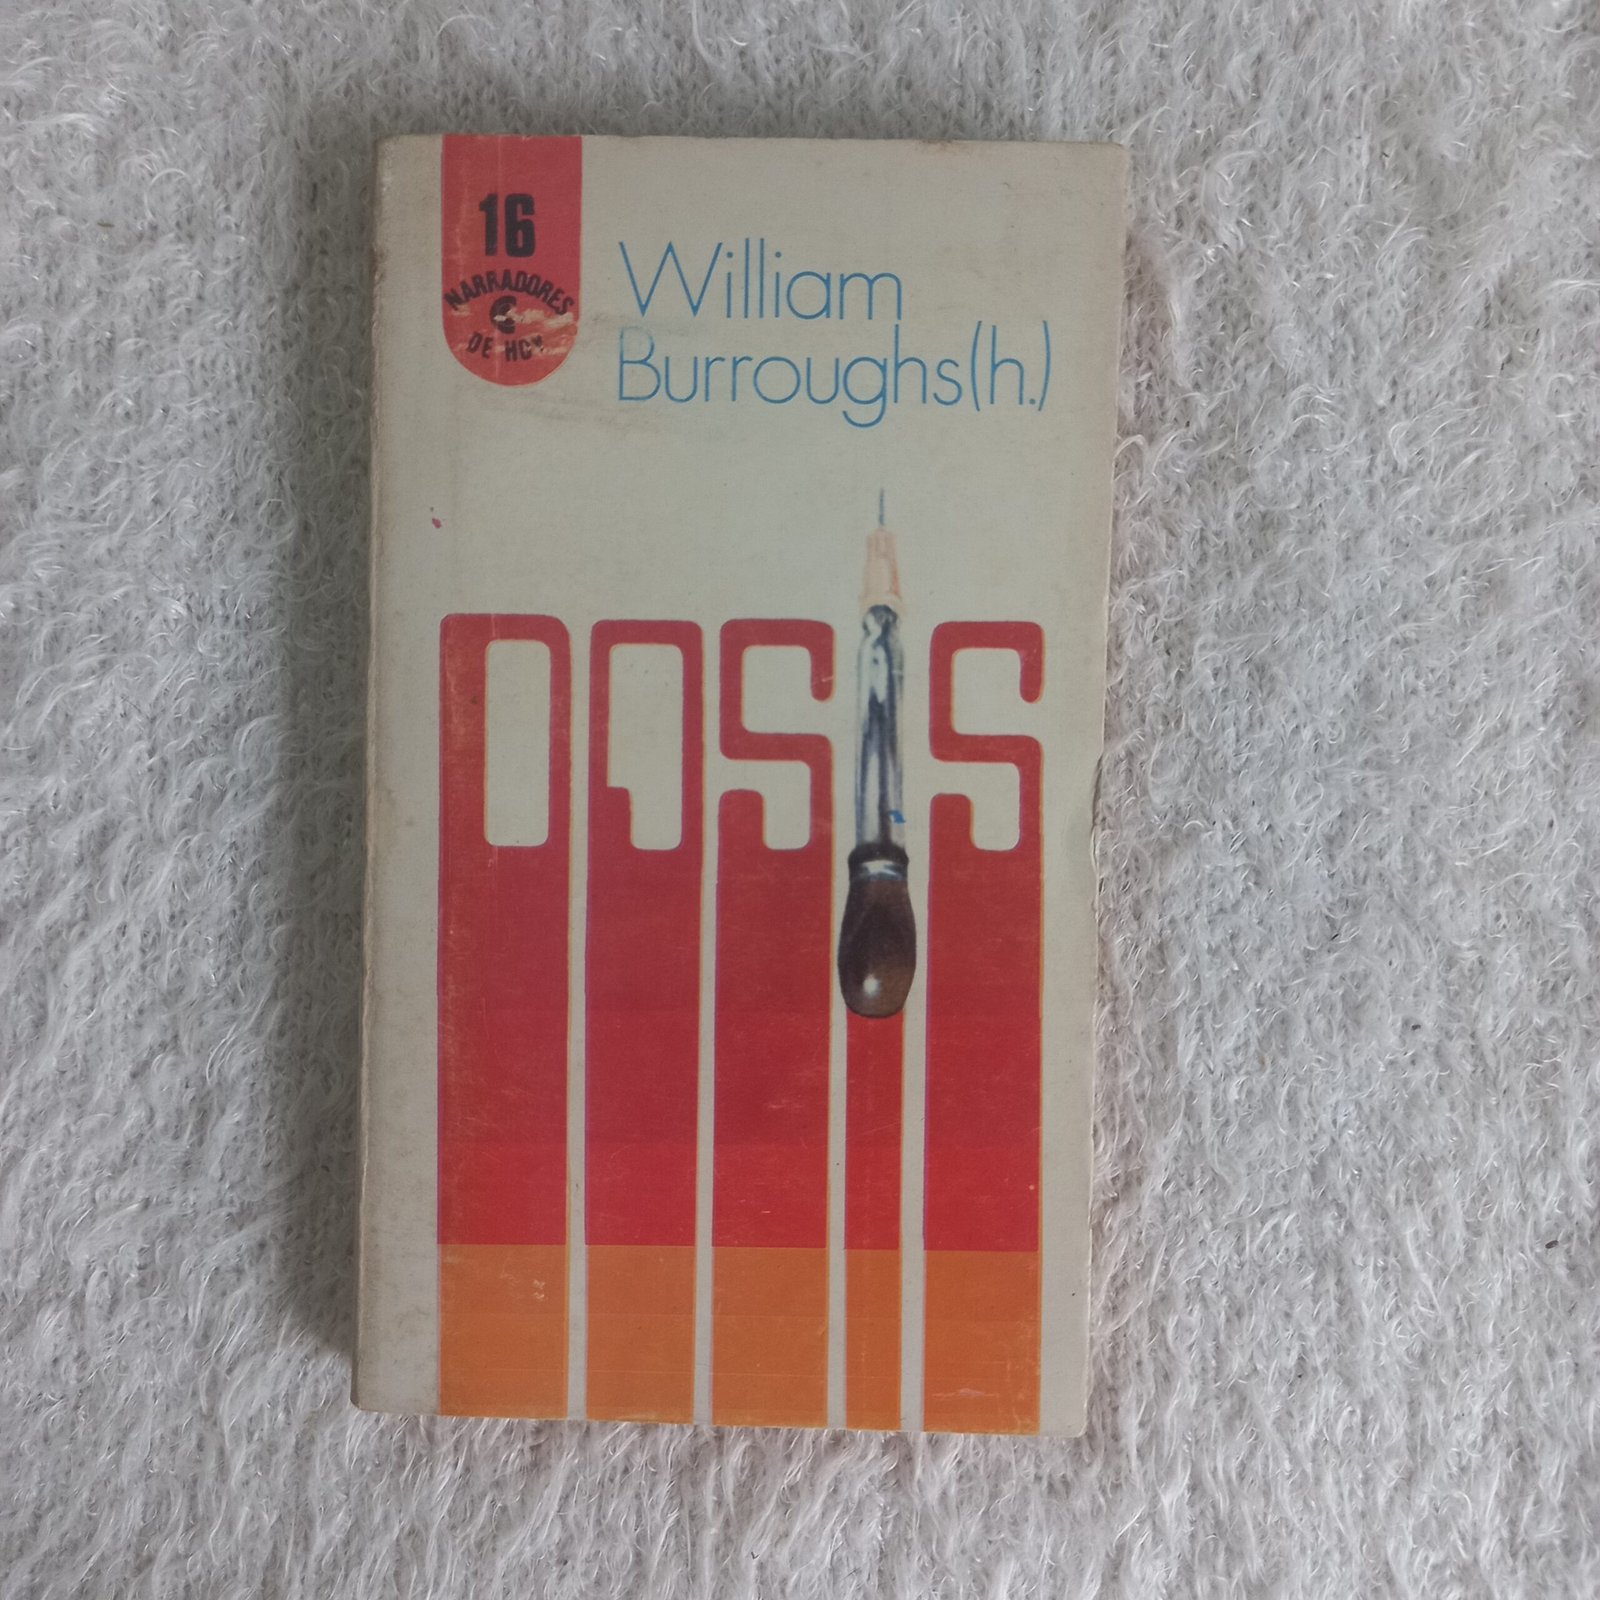 16
NARRADORES
DE HOY
William
Burroughs(h.)
DOSIS